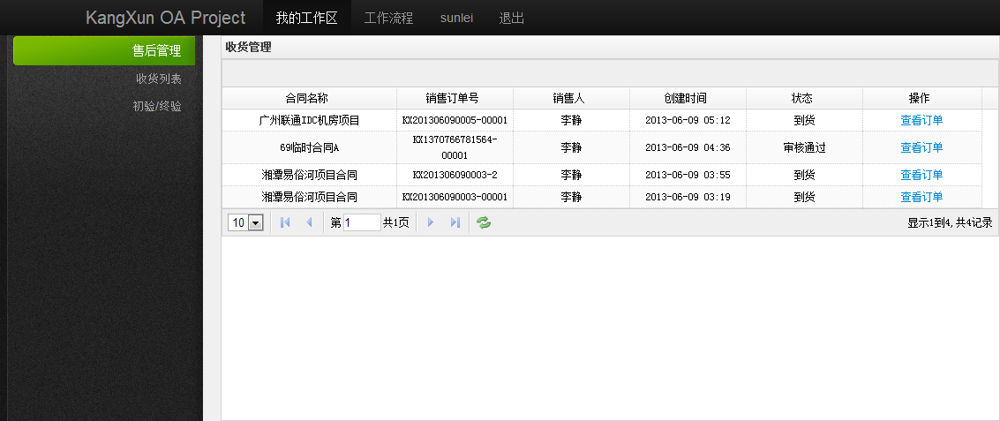 KangXun OA Project 我的工作区 工作流程 sunlei 退出
售后管理
收货列表
初验/终验
收货管理
合同名称 销售订单号 销售人 创建时间 状态 操作
广州联通IDC机房项目 KX201306090005-00001 李静 2013-06-09 05:12 到货 查看订单
69临时合同A KX1370766781564-00001 李静 2013-06-09 04:36 审核通过 查看订单
湘潭易俗河项目合同 KX201306090003-2 李静 2013-06-09 03:55 到货 查看订单
湘潭易俗河项目合同 KX201306090003-00001 李静 2013-06-09 03:19 到货 查看订单
10 第 1 共1页 显示1到4,共4记录